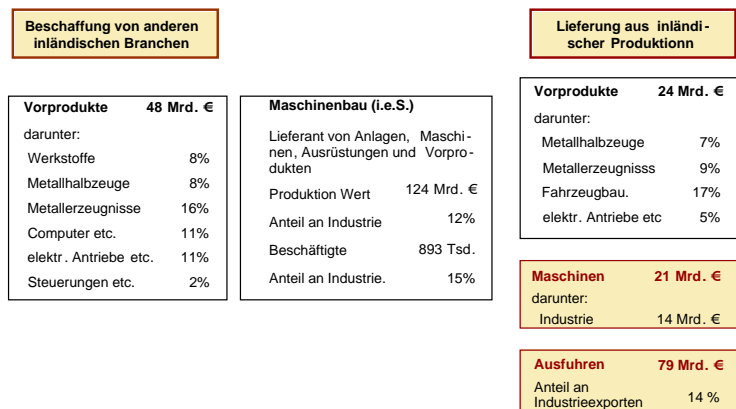 Beschaffung von anderen
inländischen Branchen
Lieferung aus inländi-
scher Produktionn
Vorprodukte 48 Mrd. €
darunter:
Werkstoffe 8%
Metallhalbzeuge 8%
Metallerzeugnisse 16%
Computer etc. 11%
elektr. Antriebe etc. 11%
Steuerungen etc. 2%
Maschinenbau (i.e.S.)
Lieferant von Anlagen, Maschi-
nen, Ausrüstungen und Vorpro-
dukten
Produktion Wert 124 Mrd. €
Anteil an Industrie 12%
Beschäftigte 893 Tsd.
Anteil an Industrie. 15%
Vorprodukte 24 Mrd. €
darunter:
Metallhalbzeuge 7%
Metallerzeugnisss 9%
Fahrzeugbau. 17%
elektr. Antriebe etc 5%
Maschinen 21 Mrd. €
darunter:
Industrie 14 Mrd. €
Ausfuhren 79 Mrd. €
Anteil an
Industrieexporten 14 %